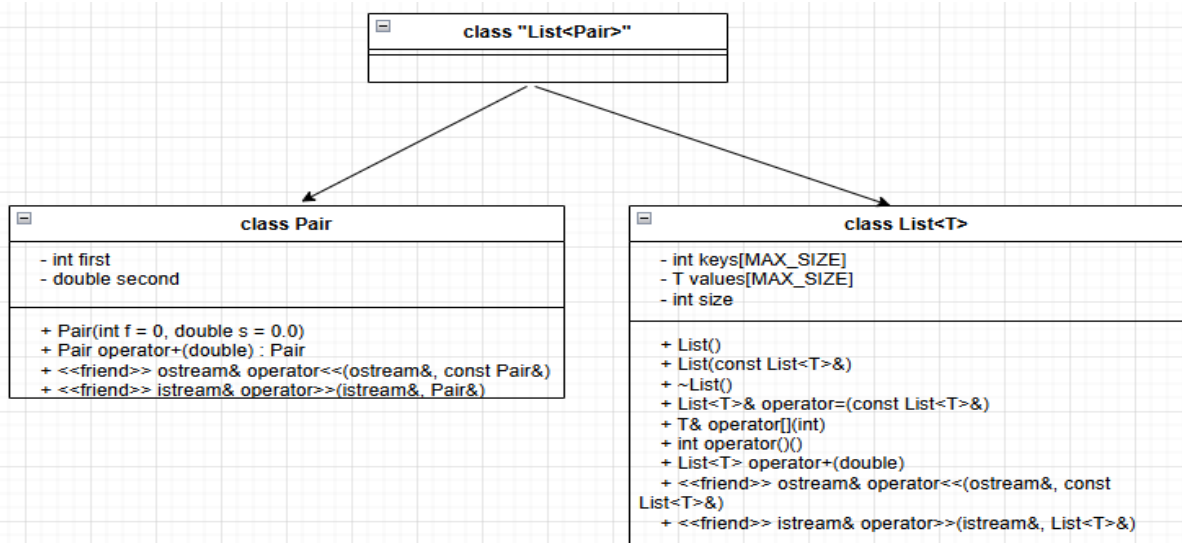 class "List<Pair>"
class Pair
- int first
- double second
+ Pair(int f = 0, double s = 0.0)
+ Pair operator+(double) : Pair
+ <<friend>> ostream& operator<<(ostream&, const Pair&)
+ <<friend>> istream& operator>>(istream&, Pair&)
class List<T>
- int keys[MAX_SIZE]
- T values[MAX_SIZE]
- int size
+ List()
+ List(const List<T>&)
+ ~List()
+ List<T>& operator=(const List<T>&)
+ T& operator[](int)
+ int operator()()
+ List<T> operator+(double)
+ <<friend>> ostream& operator<<(ostream&, const
List<T>&)
+ <<friend>> istream& operator>>(istream&, List<T>&)